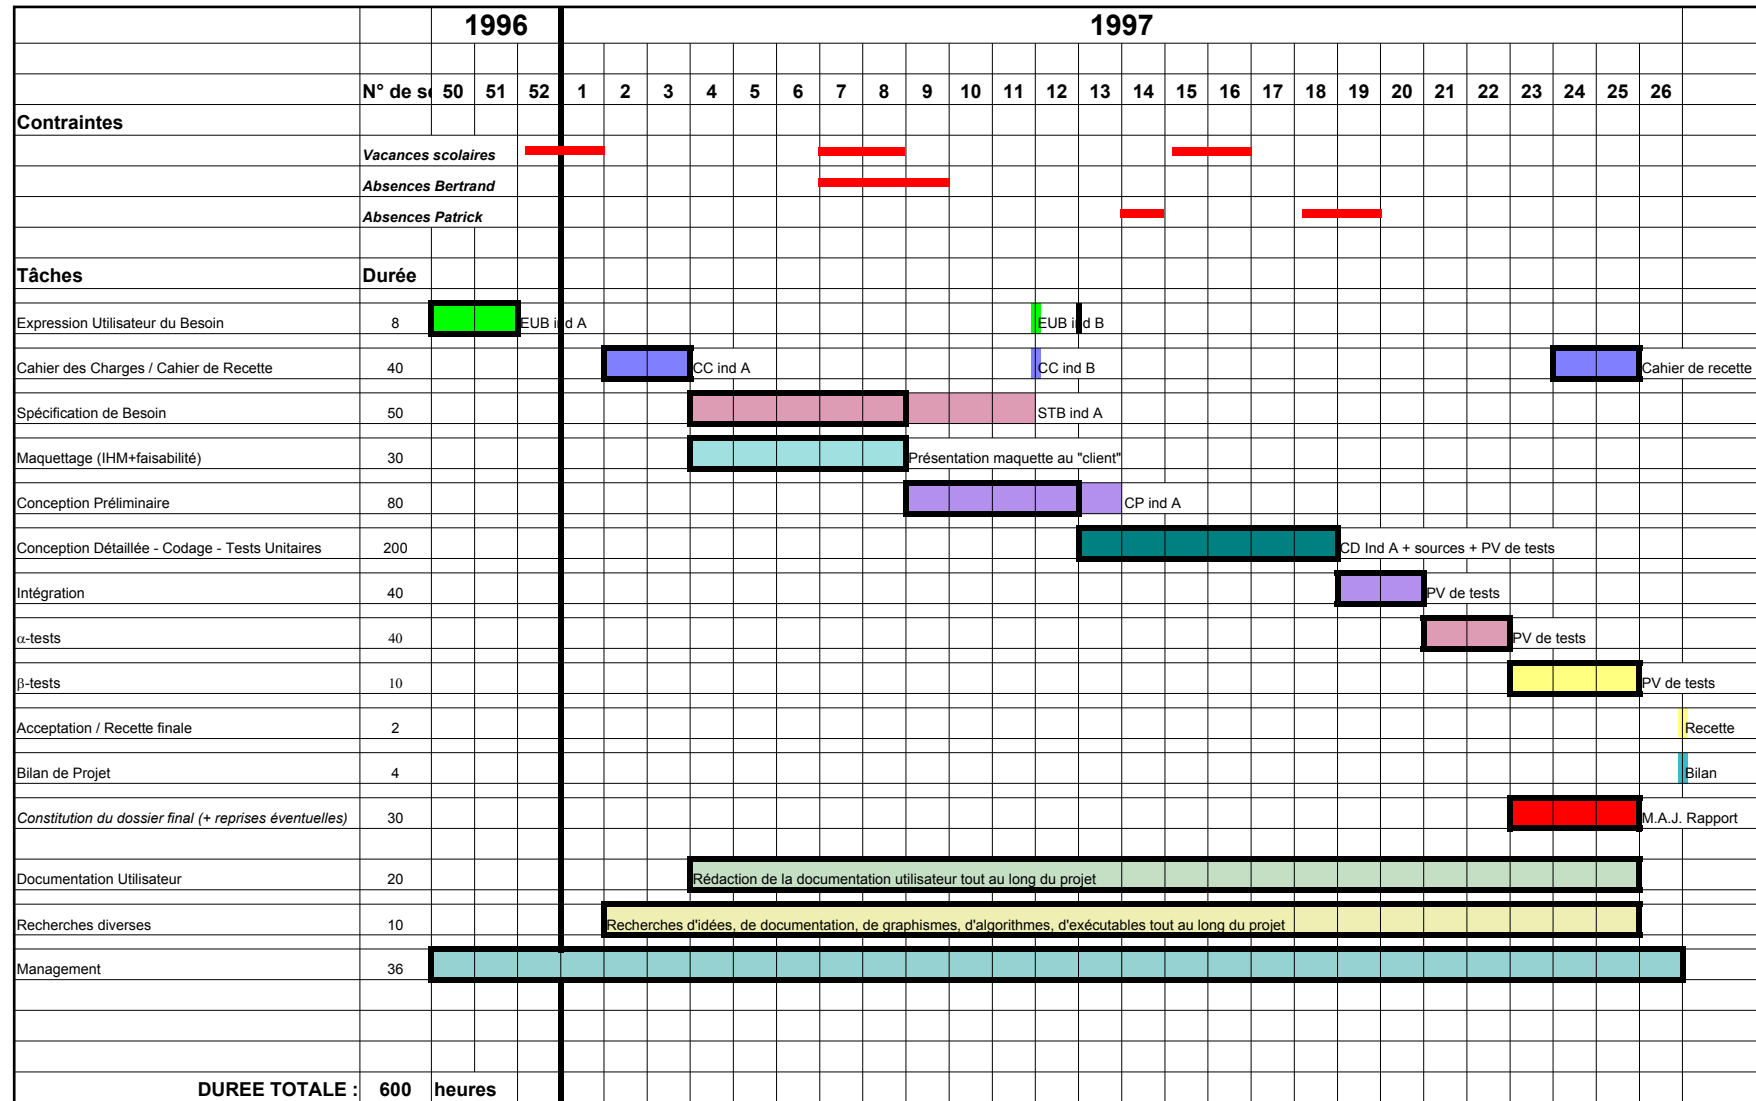 1996 1997
N° de se 50 51 52 1 2 3 4 5 6 7 8 9 10 11 12 13 14 15 16 17 18 19 20 21 22 23 24 25 26
Contraintes
Vacances scolaires
Absences Bertrand
Absences Patrick
Tâches Durée
Expression Utilisateur du Besoin 8 EUB ind A EUB ind B
Cahier des Charges / Cahier de Recette 40 CC ind A CC ind B Cahier de recette
Spécification de Besoin 50 STB ind A
Maquettage (IHM+faisabilité) 30 Présentation maquette au "client"
Conception Préliminaire 80 CP ind A
Conception Détaillée - Codage - Tests Unitaires 200 CD Ind A + sources + PV de tests
Intégration 40 PV de tests
α-tests 40 PV de tests
β-tests 10 PV de tests
Acceptation / Recette finale 2 Recette
Bilan de Projet 4 Bilan
Constitution du dossier final (+ reprises éventuelles) 30 M.A.J. Rapport
Documentation Utilisateur 20 Rédaction de la documentation utilisateur tout au long du projet
Recherches diverses 10 Recherches d'idées, de documentation, de graphismes, d'algorithmes, d'exécutables tout au long du projet
Management 36
DUREE TOTALE : 600 heures